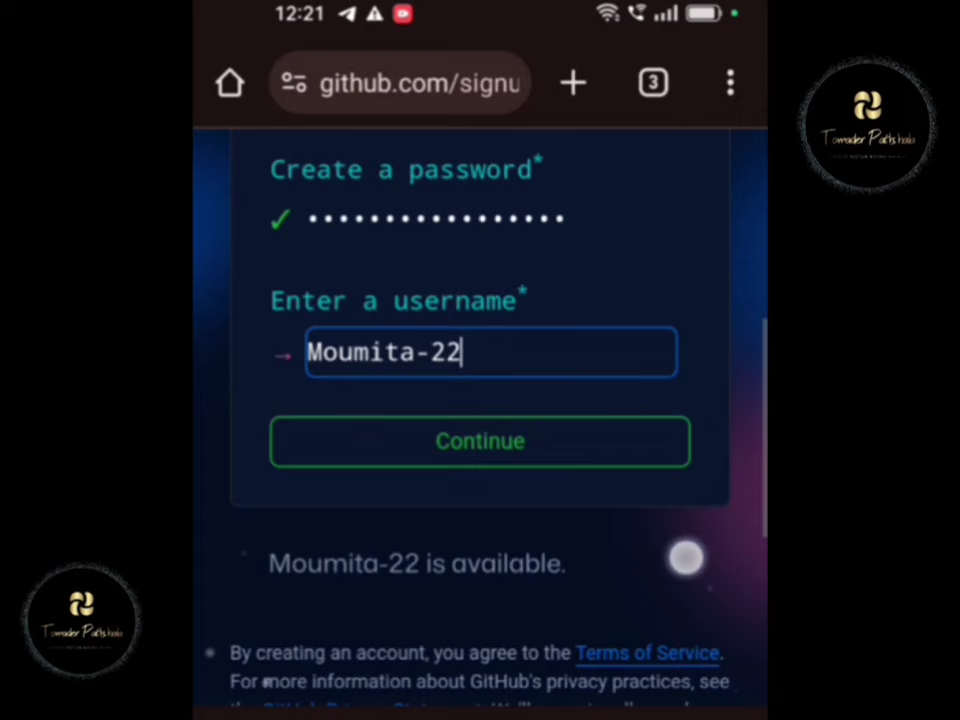 12:21
3
github.com/signu
Create a password*
Enter a username*
→ Moumita-22
Continue
Moumita-22 is available.
By creating an account, you agree to the Terms of Service.
For more information about GitHub's privacy practices, see